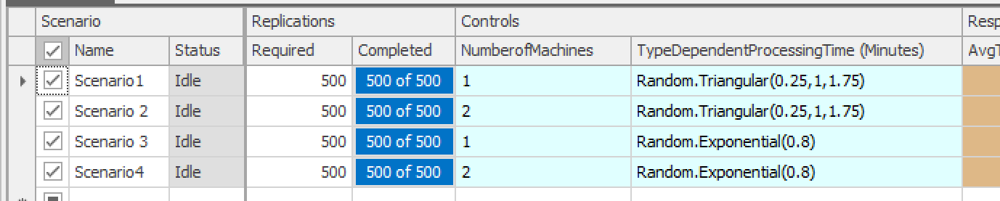 Scenario Replications Controls Resp
Name Status Required Completed NumberofMachines TypeDependentProcessingTime (Minutes) AvgT
Scenario1 Idle 500 500 of 500 1 Random.Triangular(0.25,1,1.75)
Scenario 2 Idle 500 500 of 500 2 Random.Triangular(0.25,1,1.75)
Scenario 3 Idle 500 500 of 500 1 Random.Exponential(0.8)
Scenario4 Idle 500 500 of 500 2 Random.Exponential(0.8)